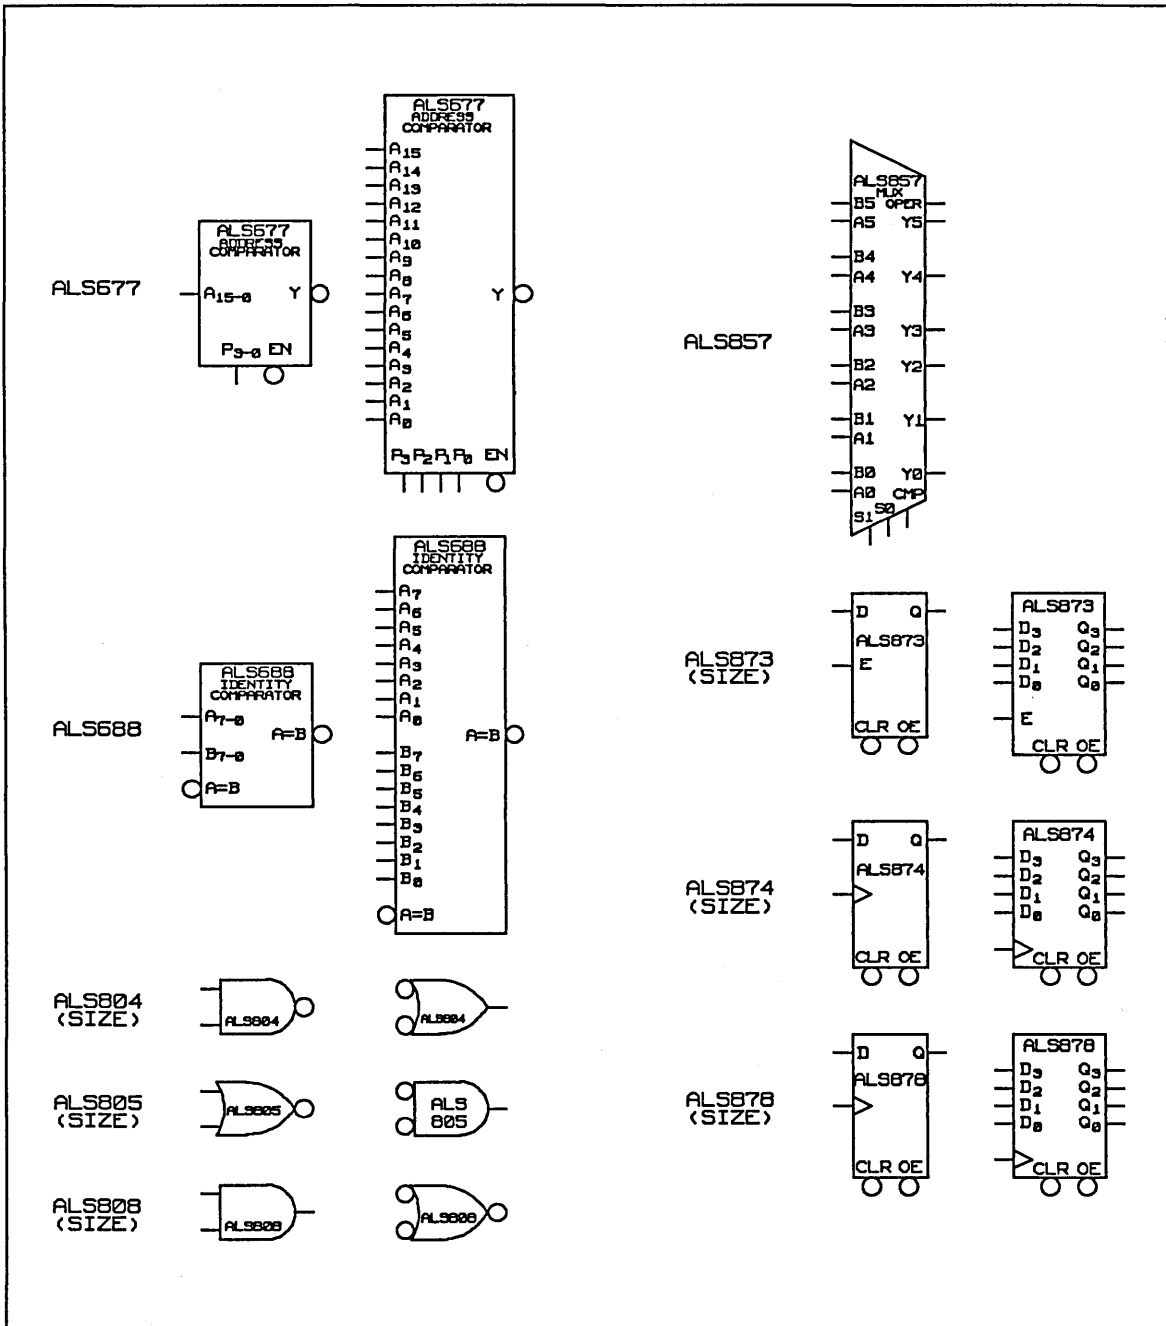 ALS677
ALS677
ADDRESS
COMPARATOR
A15-0
Y
P3-0 EN
ALS677
ADDRESS
COMPARATOR
A15
A14
A13
A12
A11
A10
A9
A8
A7
Y
A6
A5
A4
A3
A2
A1
A0
P3 P2 P1 P0 EN
ALS688
ALS688
IDENTITY
COMPARATOR
A7-0
A=B
B7-0
A=B
ALS688
IDENTITY
COMPARATOR
A7
A6
A5
A4
A3
A2
A1
A0
A=B
B7
B6
B5
B4
B3
B2
B1
B0
A=B
ALS804
(SIZE)
ALS804
ALS804
ALS805
(SIZE)
ALS805
ALS
805
ALS808
(SIZE)
ALS808
ALS808
ALS857
ALS857
MUX
B5 OPER
A5 Y5
B4
A4 Y4
B3
A3 Y3
B2 Y2
A2
B1 Y1
A1
B0 Y0
A0 CMP
S1 S0
ALS873
(SIZE)
D Q
ALS873
E
CLR OE
ALS873
D3 Q3
D2 Q2
D1 Q1
D0 Q0
E
CLR OE
ALS874
(SIZE)
D Q
ALS874
CLR OE
ALS874
D3 Q3
D2 Q2
D1 Q1
D0 Q0
CLR OE
ALS878
(SIZE)
D Q
ALS878
CLR OE
ALS878
D3 Q3
D2 Q2
D1 Q1
D0 Q0
CLR OE